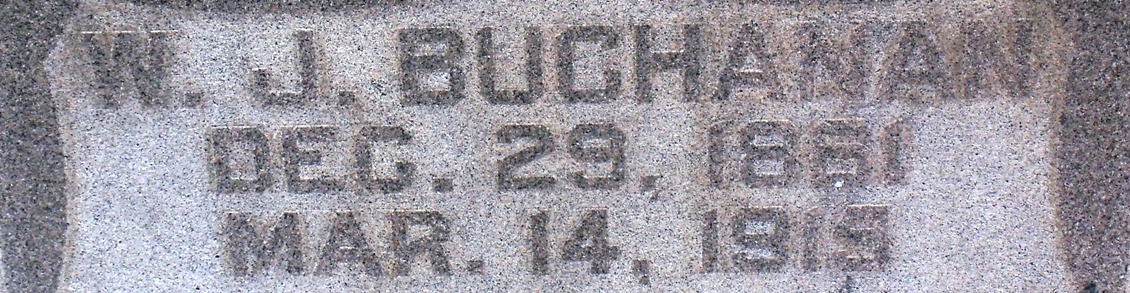 W. J. BUCHANAN
DEC. 29, 1861
MAR. 14, 1919